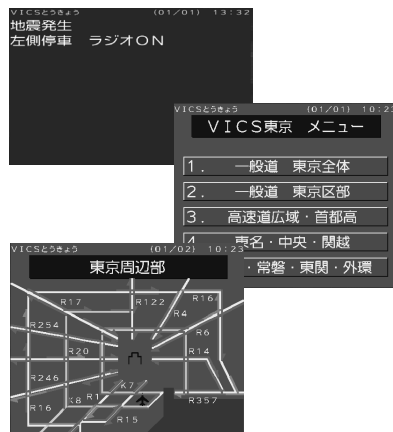 VICSとうきょう (01/01) 13:32
地震発生
左側停車 ラジオON
VICSとうきょう (01/01) 10:23
VICS東京 メニュー
1. 一般道 東京全体
2. 一般道 東京区部
3. 高速道広域・首都高
4. 東名・中央・関越
・常磐・東関・外環
VICSとうきょう (01/02) 10:23
東京周辺部
R17
R122
R16
R4
R254
R6
R20
R14
R246
K7
K8
R1
R16
R357
R15